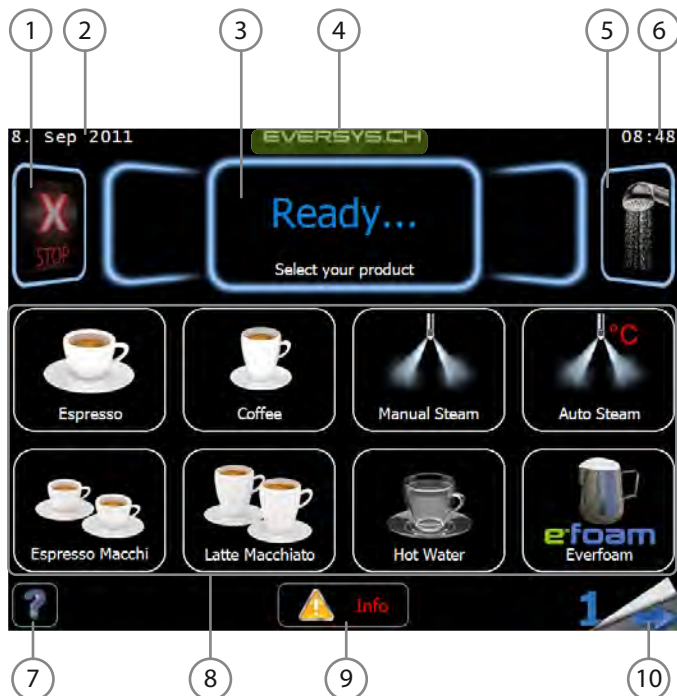 1 2 3 4 5 6
8. Sep 2011 EVERSYS.CH 08:48
X
STOP
Ready...
Select your product
°C
Espresso Coffee Manual Steam Auto Steam
e'foam
Espresso Macchi Latte Macchiato Hot Water Everfoam
? Info 1
7 8 9 10